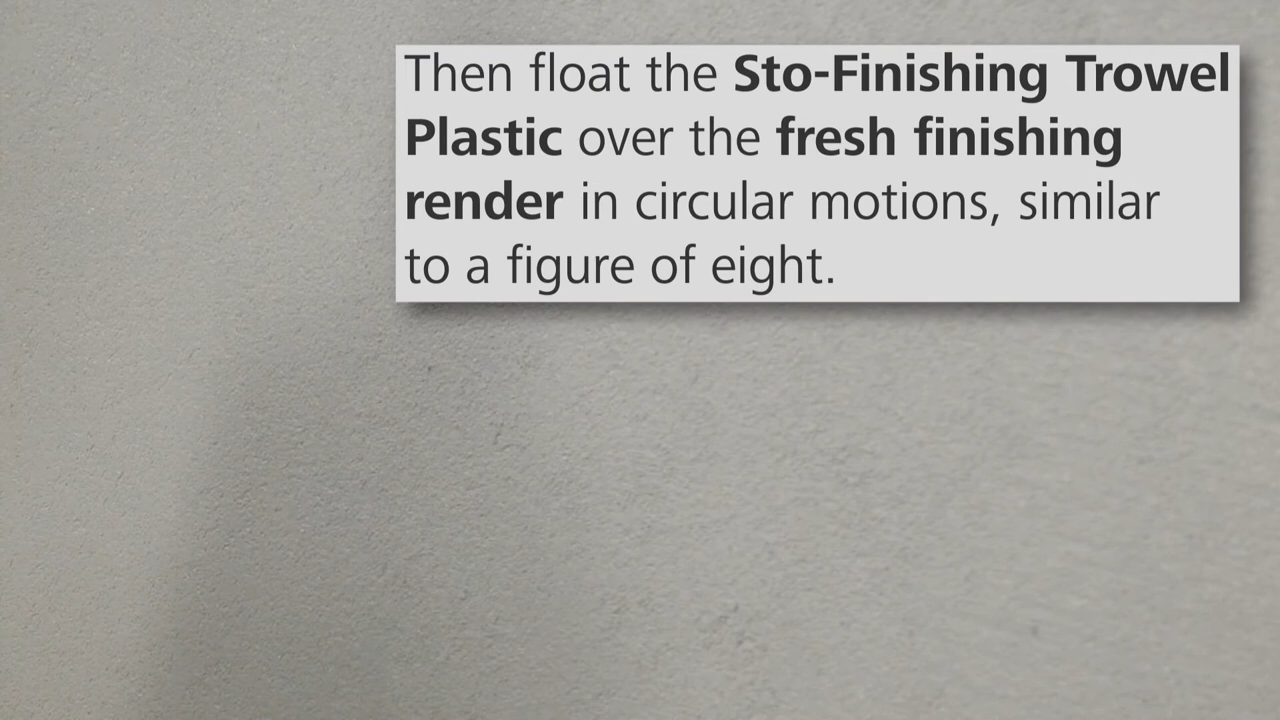 Then float the Sto-Finishing Trowel
Plastic over the fresh finishing
render in circular motions, similar
to a figure of eight.